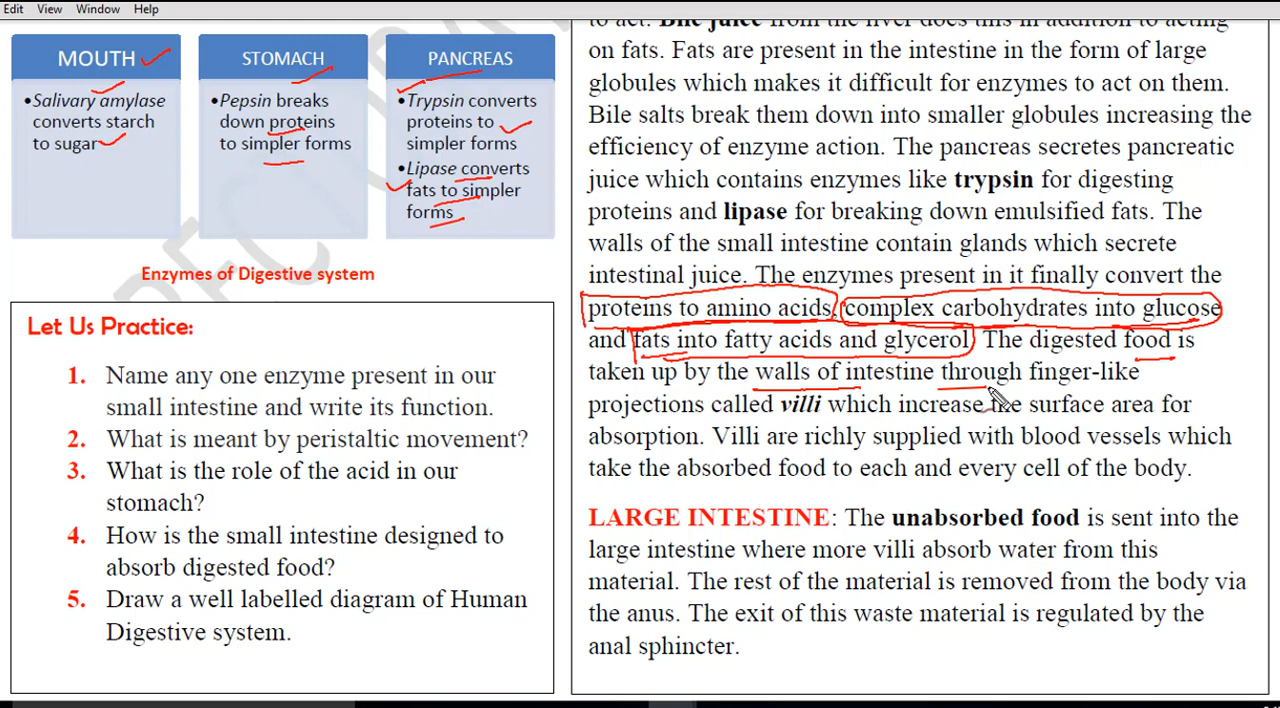 Edit View Window Help
MOUTH
•Salivary amylase
converts starch
to sugar
STOMACH
•Pepsin breaks
down proteins
to simpler forms
PANCREAS
•Trypsin converts
proteins to
simpler forms
•Lipase converts
fats to simpler
forms
Enzymes of Digestive system
Let Us Practice:
1. Name any one enzyme present in our
small intestine and write its function.
2. What is meant by peristaltic movement?
3. What is the role of the acid in our
stomach?
4. How is the small intestine designed to
absorb digested food?
5. Draw a well labelled diagram of Human
Digestive system.
to act. Bile juice from the liver does this in addition to acting
on fats. Fats are present in the intestine in the form of large
globules which makes it difficult for enzymes to act on them.
Bile salts break them down into smaller globules increasing the
efficiency of enzyme action. The pancreas secretes pancreatic
juice which contains enzymes like trypsin for digesting
proteins and lipase for breaking down emulsified fats. The
walls of the small intestine contain glands which secrete
intestinal juice. The enzymes present in it finally convert the
proteins to amino acids, complex carbohydrates into glucose
and fats into fatty acids and glycerol. The digested food is
taken up by the walls of intestine through finger-like
projections called villi which increase the surface area for
absorption. Villi are richly supplied with blood vessels which
take the absorbed food to each and every cell of the body.
LARGE INTESTINE: The unabsorbed food is sent into the
large intestine where more villi absorb water from this
material. The rest of the material is removed from the body via
the anus. The exit of this waste material is regulated by the
anal sphincter.